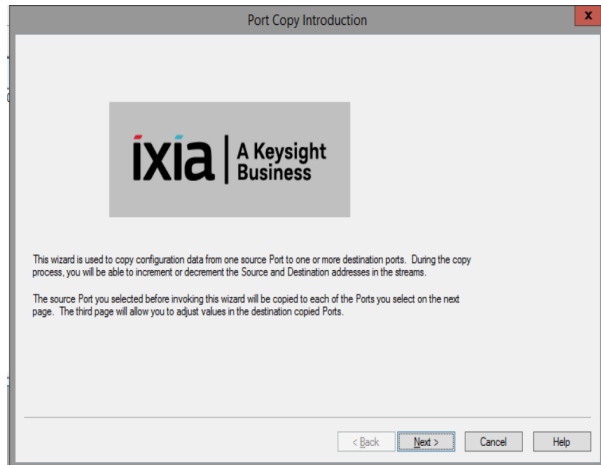 Port Copy Introduction
x
ixia | A Keysight
Business
This wizard is used to copy configuration data from one source Port to one or more destination ports. During the copy
process, you will be able to increment or decrement the Source and Destination addresses in the streams.
The source Port you selected before invoking this wizard will be copied to each of the Ports you select on the next
page. The third page will allow you to adjust values in the destination copied Ports.
< Back Next > Cancel Help